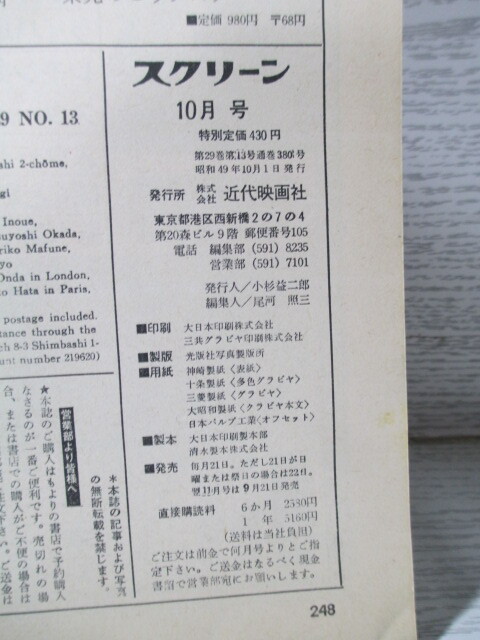 ■定価 980円 〒68円
9 NO. 13
shi 2-chōme,
gi
Inoue,
suyoshi Okada,
riko Mafune,
yo
Onda in London,
ko Hata in Paris,
postage included.
tance through the
ch 8-3 Shimbashi 1-
unt number 219620)
営業部より皆様へ
★本誌のご購入はもよりの書店で予約購入
なさるのが一番ご便利です。売切れの場
合、または書店での購入がご不便の場合は
*本誌の記事および写真
の無断転載を禁じます。
スクリーン
10月号
特別定価 430円
第29巻第13号通巻380号
昭和49年10月1日発行
発行所 株式会社 近代映画社
東京都港区西新橋2の7の4
第20森ビル9階 郵便番号105
電話 編集部 (591) 8235
営業部 (591) 7101
発行人/小杉益二郎
編集人/尾河 照三
■印刷 大日本印刷株式会社
三共グラビヤ印刷株式会社
■製版 光版社写真製版所
■用紙 神崎製紙〈表紙〉
十条製紙〈多色グラビヤ〉
三菱製紙〈グラビヤ〉
大昭和製紙〈クラビヤ本文〉
日本パルプ工業〈オフセット〉
■製本 大日本印刷製本部
清水製本株式会社
■発売 毎月21日。ただし21日が日
曜または祭日の場合は22日。
翌11月号は9月21日発売
直接購読料 6か月 2580円
1年 5160円
(送料は当社負担)
ご注文は前金で何月号よりとご指
定下さい。ご送金はなるべく現金
書留で営業部宛にお願いします。
248